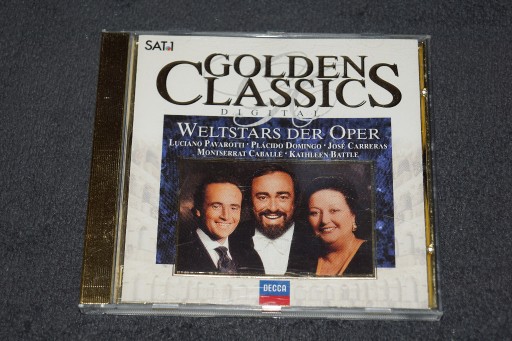 SAT.1
GOLDEN
CLASSICS
DIGITAL
WELTSTARS DER OPER
LUCIANO PAVAROTTI · PLÁCIDO DOMINGO · JOSÉ CARRERAS
MONTSERRAT CABALLÉ · KATHLEEN BATTLE
DECCA